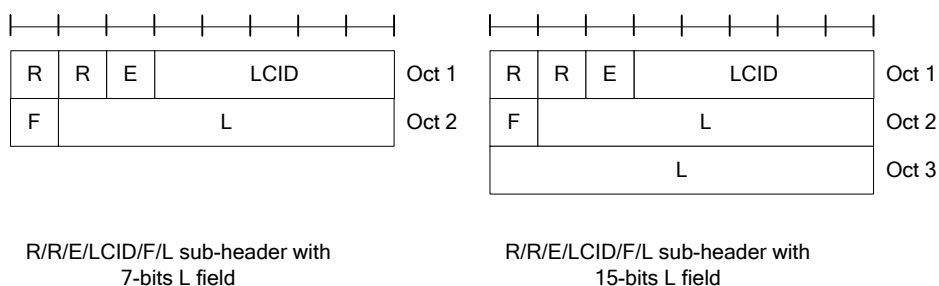 R R E LCID Oct 1
F L Oct 2
R/R/E/LCID/F/L sub-header with
7-bits L field
R R E LCID Oct 1
F L Oct 2
L Oct 3
R/R/E/LCID/F/L sub-header with
15-bits L field